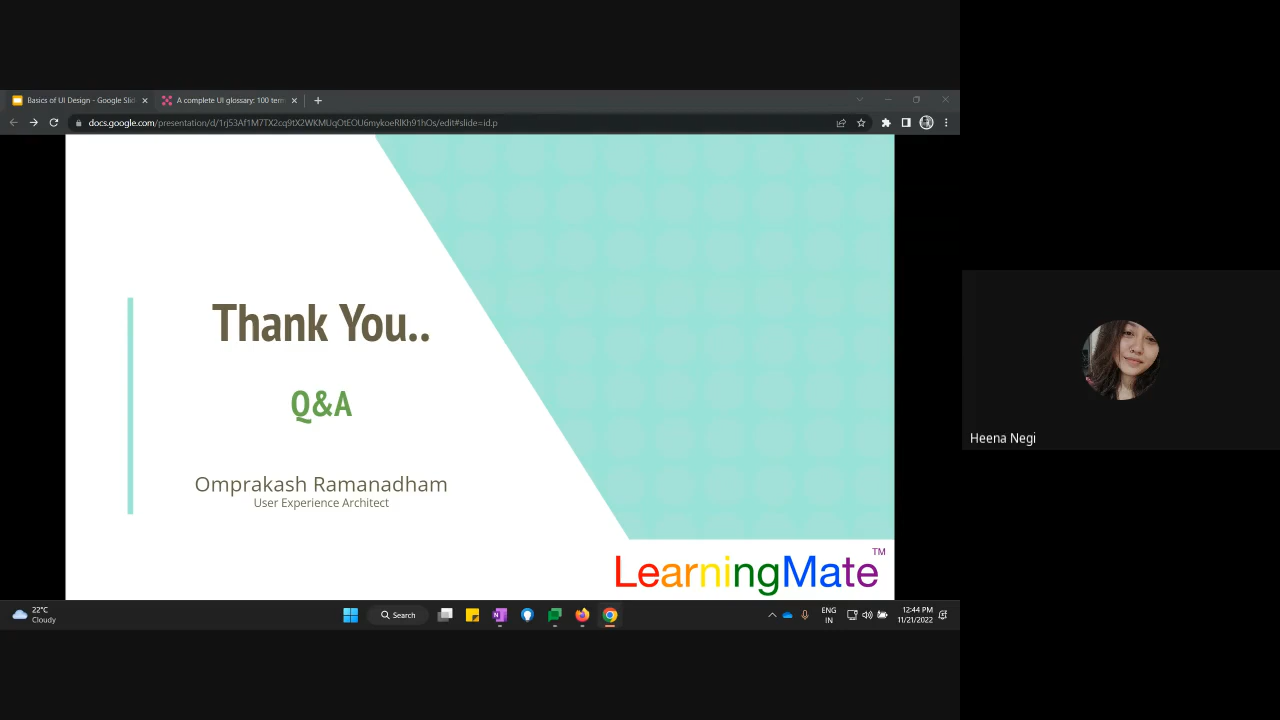 Basics of UI Design - Google Slid
A complete UI glossary: 100 term
docs.google.com/presentation/d/1rj53Af1M7TX2cq9tX2WKMUqOtEOU6mykoeRlKh91hOs/edit#slide=id.p
Thank You..
Q&A
Omprakash Ramanadham
User Experience Architect
LearningMate TM
Heena Negi
22°C
Cloudy
Search
ENG
IN
12:44 PM
11/21/2022